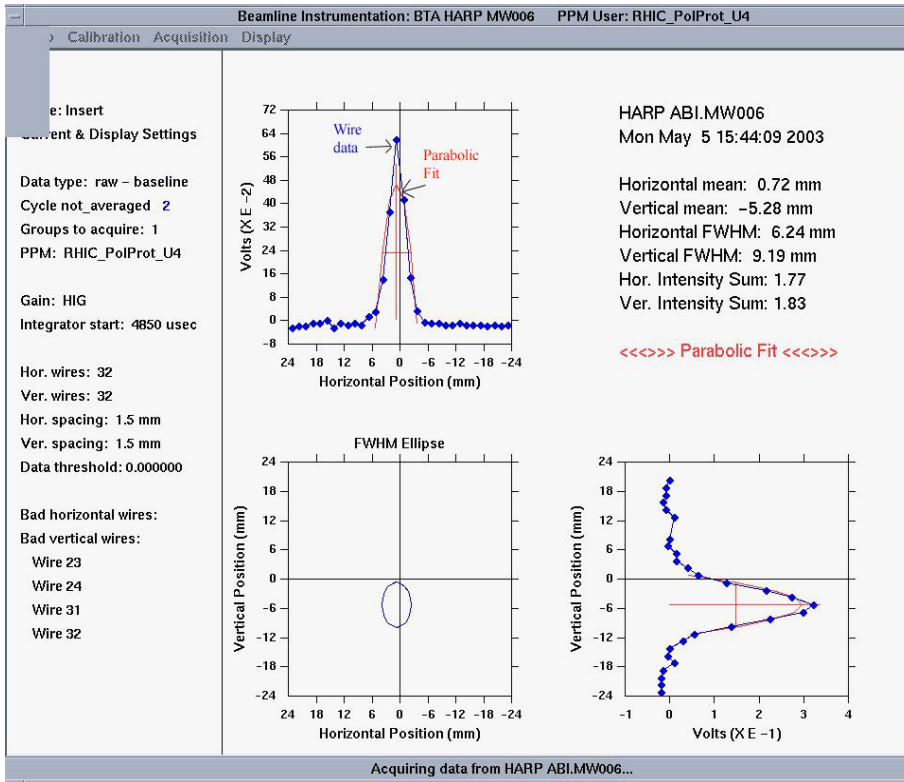 Beamline Instrumentation: BTA HARP MW006 PPM User: RHIC_PolProt_U4
Calibration Acquisition Display
e: Insert
& Display Settings
Data type: raw – baseline
Cycle not_averaged 2
Groups to acquire: 1
PPM: RHIC_PolProt_U4
Gain: HIG
Integrator start: 4850 usec
Hor. wires: 32
Ver. wires: 32
Hor. spacing: 1.5 mm
Ver. spacing: 1.5 mm
Data threshold: 0.000000
Bad horizontal wires:
Bad vertical wires:
Wire 23
Wire 24
Wire 31
Wire 32
72
64
56
48
40
32
24
16
8
0
-8
Volts (X E -2)
Wire
data
Parabolic
Fit
24 18 12 6 0 -6 -12 -18 -24
Horizontal Position (mm)
HARP ABI.MW006
Mon May 5 15:44:09 2003
Horizontal mean: 0.72 mm
Vertical mean: -5.28 mm
Horizontal FWHM: 6.24 mm
Vertical FWHM: 9.19 mm
Hor. Intensity Sum: 1.77
Ver. Intensity Sum: 1.83
<<<>>> Parabolic Fit <<<>>>
FWHM Ellipse
24
18
12
6
0
-6
-12
-18
-24
Vertical Position (mm)
24 18 12 6 0 -6 -12 -18 -24
Horizontal Position (mm)
24
18
12
6
0
-6
-12
-18
-24
Vertical Position (mm)
-1 0 1 2 3 4
Volts (X E -1)
Acquiring data from HARP ABI.MW006...